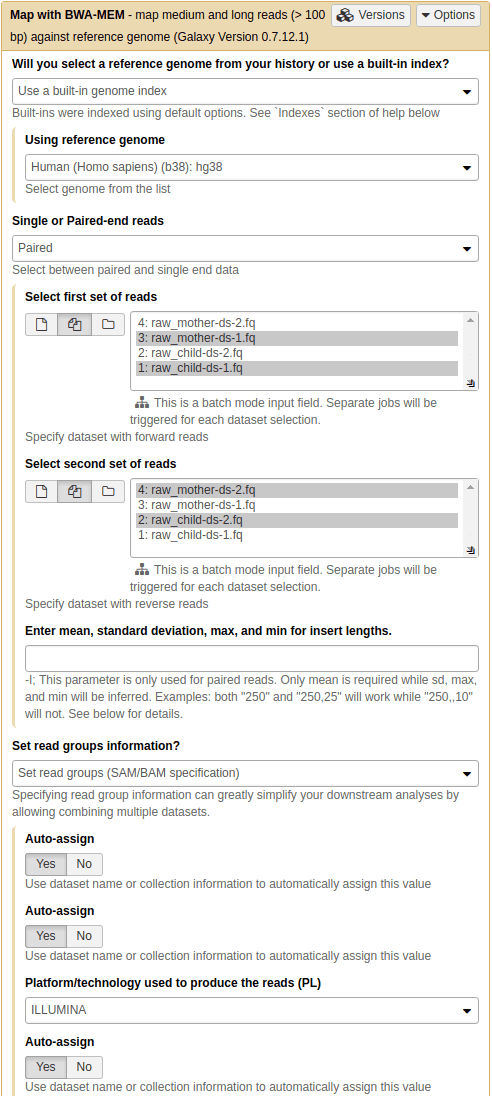 Map with BWA-MEM - map medium and long reads (> 100 Versions Options
bp) against reference genome (Galaxy Version 0.7.12.1)
Will you select a reference genome from your history or use a built-in index?
Use a built-in genome index
Built-ins were indexed using default options. See `Indexes` section of help below
Using reference genome
Human (Homo sapiens) (b38): hg38
Select genome from the list
Single or Paired-end reads
Paired
Select between paired and single end data
Select first set of reads
4: raw_mother-ds-2.fq
3: raw_mother-ds-1.fq
2: raw_child-ds-2.fq
1: raw_child-ds-1.fq
This is a batch mode input field. Separate jobs will be
triggered for each dataset selection.
Specify dataset with forward reads
Select second set of reads
4: raw_mother-ds-2.fq
3: raw_mother-ds-1.fq
2: raw_child-ds-2.fq
1: raw_child-ds-1.fq
This is a batch mode input field. Separate jobs will be
triggered for each dataset selection.
Specify dataset with reverse reads
Enter mean, standard deviation, max, and min for insert lengths.
-I; This parameter is only used for paired reads. Only mean is required while sd, max,
and min will be inferred. Examples: both "250" and "250,25" will work while "250,,10"
will not. See below for details.
Set read groups information?
Set read groups (SAM/BAM specification)
Specifying read group information can greatly simplify your downstream analyses by
allowing combining multiple datasets.
Auto-assign
Yes No
Use dataset name or collection information to automatically assign this value
Auto-assign
Yes No
Use dataset name or collection information to automatically assign this value
Platform/technology used to produce the reads (PL)
ILLUMINA
Auto-assign
Yes No
Use dataset name or collection information to automatically assign this value